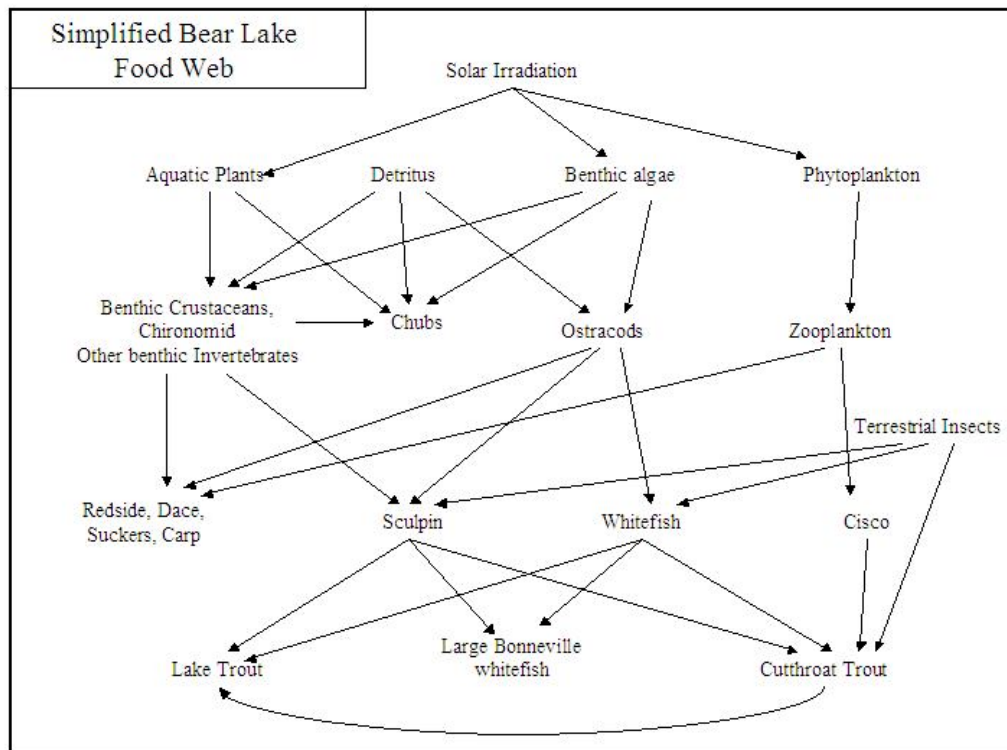 Simplified Bear Lake
Food Web
Solar Irradiation
Aquatic Plants
Detritus
Benthic algae
Phytoplankton
Benthic Crustaceans,
Chironomid
Other benthic Invertebrates
Chubs
Ostracods
Zooplankton
Terrestrial Insects
Redside, Dace,
Suckers, Carp
Sculpin
Whitefish
Cisco
Lake Trout
Large Bonneville
whitefish
Cutthroat Trout